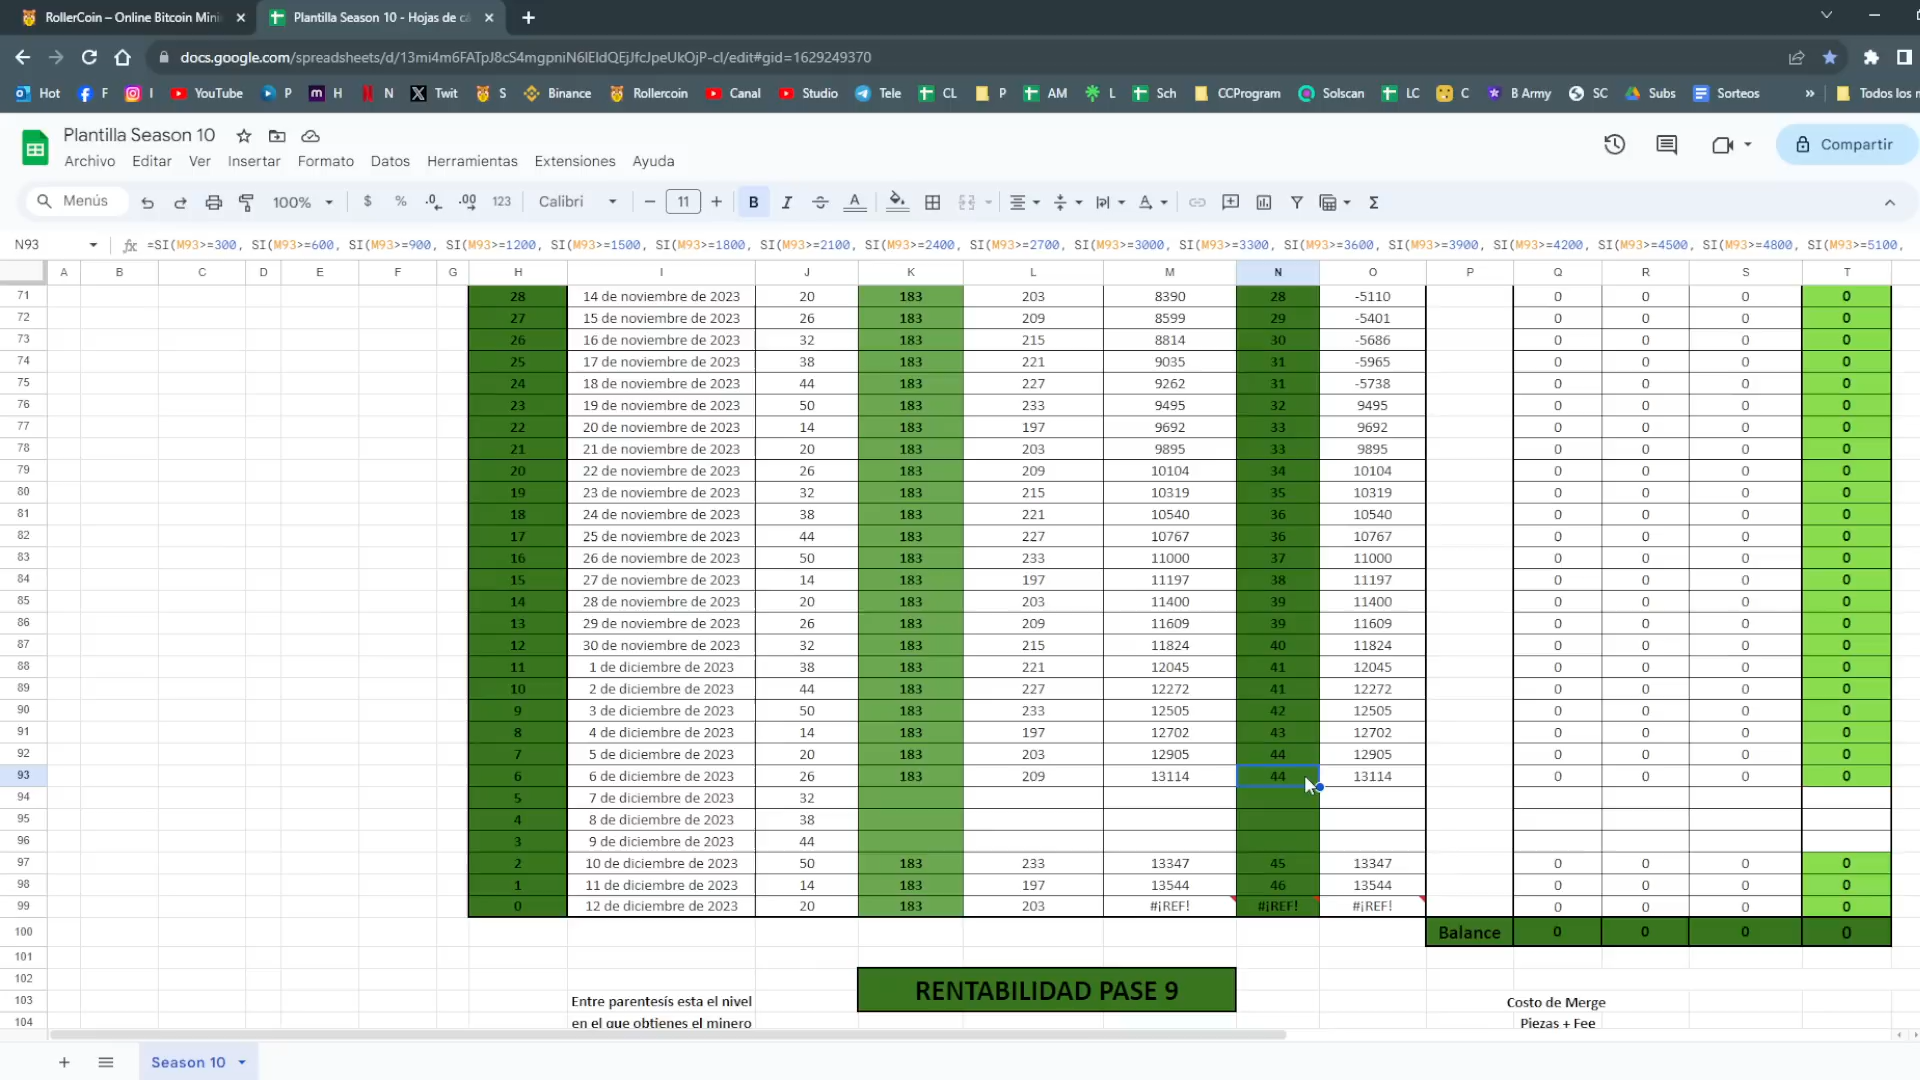 RollerCoin – Online Bitcoin Mini
Plantilla Season 10 - Hojas de cá
docs.google.com/spreadsheets/d/13mi4m6FATpJ8cS4mgpniN6lEldQEjJfcJpeUkOjP-cI/edit#gid=1629249370
Hot F I YouTube P H N Twit S Binance Rollercoin Canal Studio Tele CL P AM L Sch CCProgram Solscan LC C B Army SC Subs Sorteos » Todos los m
Plantilla Season 10
Archivo Editar Ver Insertar Formato Datos Herramientas Extensiones Ayuda
Compartir
Menús 100% $ % .0 .00 123 Calibri 11 B I A Σ
N93 fx =SI(M93>=300, SI(M93>=600, SI(M93>=900, SI(M93>=1200, SI(M93>=1500, SI(M93>=1800, SI(M93>=2100, SI(M93>=2400, SI(M93>=2700, SI(M93>=3000, SI(M93>=3300, SI(M93>=3600, SI(M93>=3900, SI(M93>=4200, SI(M93>=4500, SI(M93>=4800, SI(M93>=5100,
A B C D E F G H I J K L M N O P Q R S T
71 28 14 de noviembre de 2023 20 183 203 8390 28 -5110 0 0 0 0
72 27 15 de noviembre de 2023 26 183 209 8599 29 -5401 0 0 0 0
73 26 16 de noviembre de 2023 32 183 215 8814 30 -5686 0 0 0 0
74 25 17 de noviembre de 2023 38 183 221 9035 31 -5965 0 0 0 0
75 24 18 de noviembre de 2023 44 183 227 9262 31 -5738 0 0 0 0
76 23 19 de noviembre de 2023 50 183 233 9495 32 9495 0 0 0 0
77 22 20 de noviembre de 2023 14 183 197 9692 33 9692 0 0 0 0
78 21 21 de noviembre de 2023 20 183 203 9895 33 9895 0 0 0 0
79 20 22 de noviembre de 2023 26 183 209 10104 34 10104 0 0 0 0
80 19 23 de noviembre de 2023 32 183 215 10319 35 10319 0 0 0 0
81 18 24 de noviembre de 2023 38 183 221 10540 36 10540 0 0 0 0
82 17 25 de noviembre de 2023 44 183 227 10767 36 10767 0 0 0 0
83 16 26 de noviembre de 2023 50 183 233 11000 37 11000 0 0 0 0
84 15 27 de noviembre de 2023 14 183 197 11197 38 11197 0 0 0 0
85 14 28 de noviembre de 2023 20 183 203 11400 39 11400 0 0 0 0
86 13 29 de noviembre de 2023 26 183 209 11609 39 11609 0 0 0 0
87 12 30 de noviembre de 2023 32 183 215 11824 40 11824 0 0 0 0
88 11 1 de diciembre de 2023 38 183 221 12045 41 12045 0 0 0 0
89 10 2 de diciembre de 2023 44 183 227 12272 41 12272 0 0 0 0
90 9 3 de diciembre de 2023 50 183 233 12505 42 12505 0 0 0 0
91 8 4 de diciembre de 2023 14 183 197 12702 43 12702 0 0 0 0
92 7 5 de diciembre de 2023 20 183 203 12905 44 12905 0 0 0 0
93 6 6 de diciembre de 2023 26 183 209 13114 44 13114 0 0 0 0
94 5 7 de diciembre de 2023 32
95 4 8 de diciembre de 2023 38
96 3 9 de diciembre de 2023 44
97 2 10 de diciembre de 2023 50 183 233 13347 45 13347 0 0 0 0
98 1 11 de diciembre de 2023 14 183 197 13544 46 13544 0 0 0 0
99 0 12 de diciembre de 2023 20 183 203 #¡REF! #¡REF! #¡REF! 0 0 0 0
100 Balance 0 0 0 0
101
102 RENTABILIDAD PASE 9
103 Entre parentesís esta el nivel Costo de Merge
104 en el que obtienes el minero Piezas + Fee
Season 10